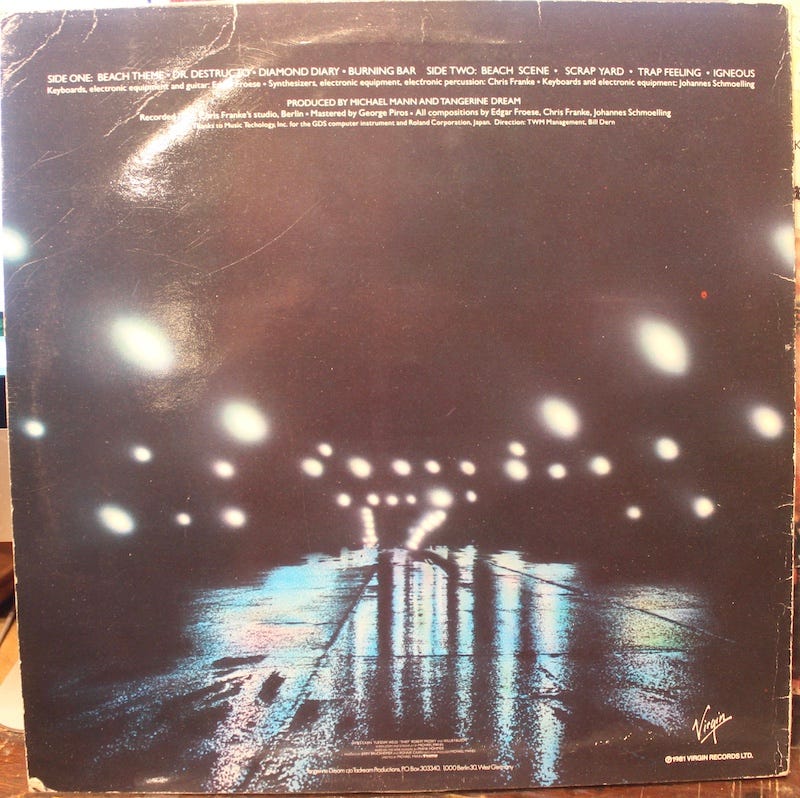 SIDE ONE: BEACH THEME • DR. DESTRUCTO • DIAMOND DIARY • BURNING BAR SIDE TWO: BEACH SCENE • SCRAP YARD • TRAP FEELING • IGNEOUS
Keyboards, electronic equipment and guitar: Edgar Froese • Synthesizers, electronic equipment, electronic percussion: Chris Franke • Keyboards and electronic equipment: Johannes Schmoelling
PRODUCED BY MICHAEL MANN AND TANGERINE DREAM
Recorded Chris Franke's studio, Berlin • Mastered by George Piros • All compositions by Edgar Froese, Chris Franke, Johannes Schmoelling
Thanks to Music Techology, Inc. for the GDS computer instrument and Roland Corporation, Japan. Direction: TWM Management, Bill Dern
Virgin
℗ 1981 VIRGIN RECORDS LTD.
Tangerine Dream c/o Tadream Productions, P.O. Box 303340, 1,000 Berlin 30, West Germany